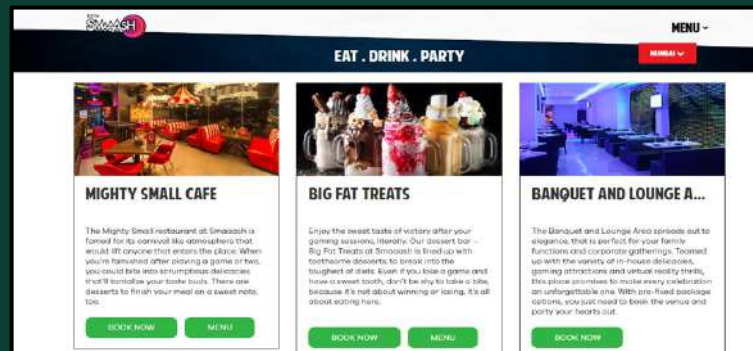 SMAAASH
MENU
EAT . DRINK . PARTY
MUMBAI
MIGHTY SMALL CAFE
The Mighty Small restaurant at Smaaash is
famed for its carnival like atmosphere that
would lift anyone that enters the place. When
you're famished after playing a game or two,
you could bite into scrumptious delicacies
that'll tantalize your taste buds. There are
desserts to finish your meal on a sweet note,
too.
BOOK NOW
MENU
BIG FAT TREATS
Enjoy the sweet taste of victory after your
gaming sessions, literally. Our dessert bar –
Big Fat Treats at Smaaash is lined up with
toothsome desserts, to break into the
toughest of diets. Even if you lose a game and
have a sweet tooth, don't be shy to take a bite,
because it's not about winning or losing, it's all
about eating here.
BOOK NOW
MENU
BANQUET AND LOUNGE A...
The Banquet and Lounge Area spreads out to
elegance, that is perfect for your family
functions and corporate gatherings. Teamed
up with the variety of in-house delicacies,
gaming attractions and virtual reality thrills,
this place promises to make every celebration
an unforgettable one. With pre-fixed package
options, you just need to book the venue and
party your hearts out.
BOOK NOW